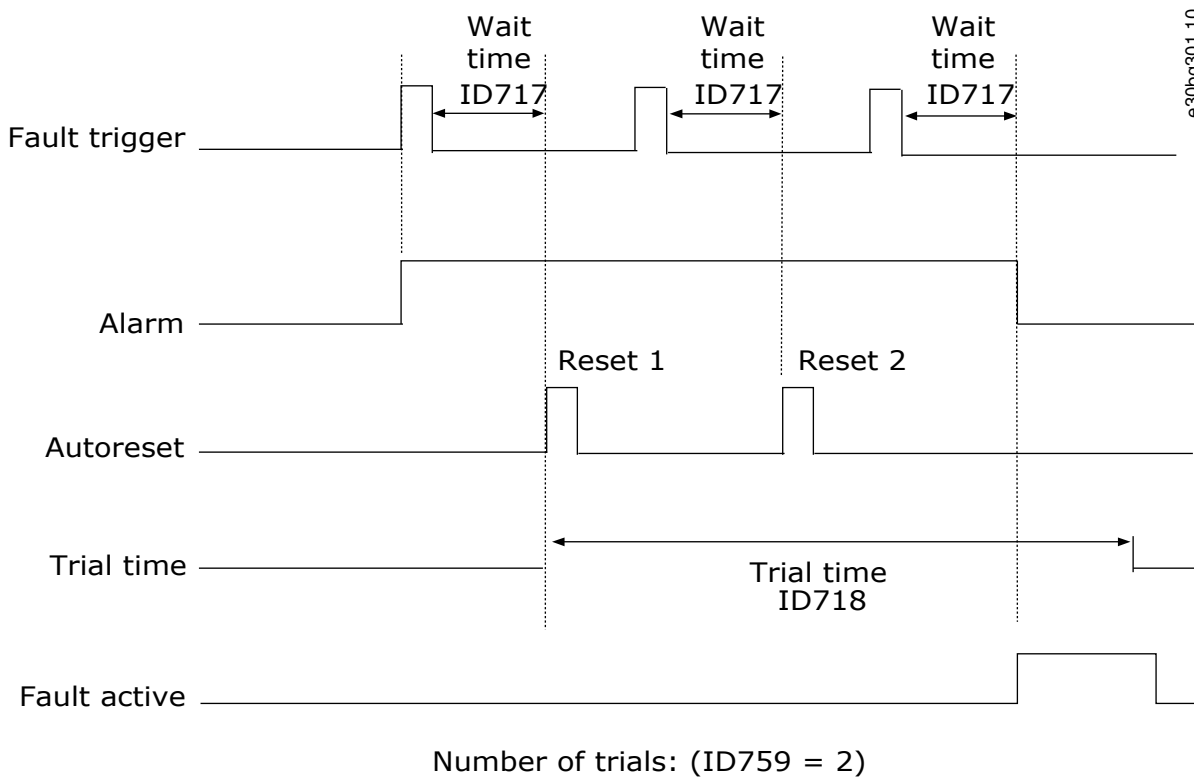 Wait
time
ID717
Wait
time
ID717
Wait
time
ID717
Fault trigger
Alarm
Reset 1
Reset 2
Autoreset
Trial time
Trial time
ID718
Fault active
Number of trials: (ID759 = 2)